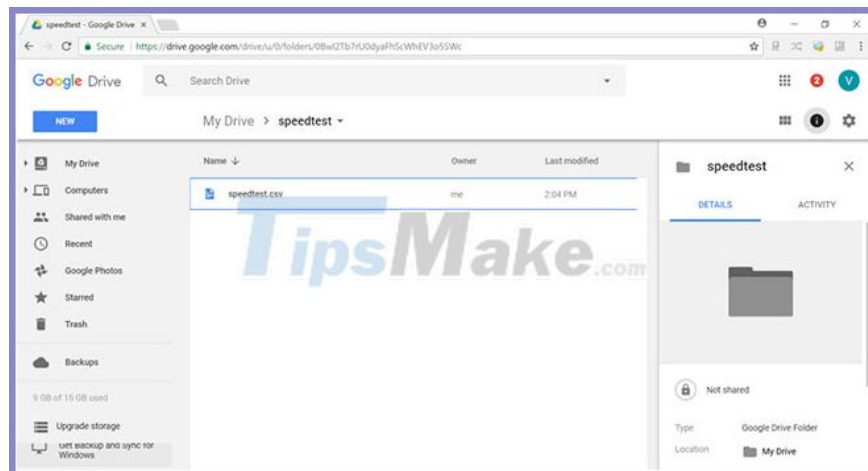 speedtest - Google Drive
Secure
https://drive.google.com/drive/u/0/folders/0BwI2Tb7rU0dyaFhScWhEV3o5SWc
Google Drive
Search Drive
2
V
NEW
My Drive > speedtest
Name
Owner
Last modified
speedtest
My Drive
speedtest.csv
me
2:04 PM
Computers
DETAILS
ACTIVITY
Shared with me
Recent
TipsMake.com
Google Photos
Starred
Trash
Backups
Not shared
9 GB of 15 GB used
Upgrade storage
Type
Google Drive Folder
Get Backup and Sync for
Windows
Location
My Drive